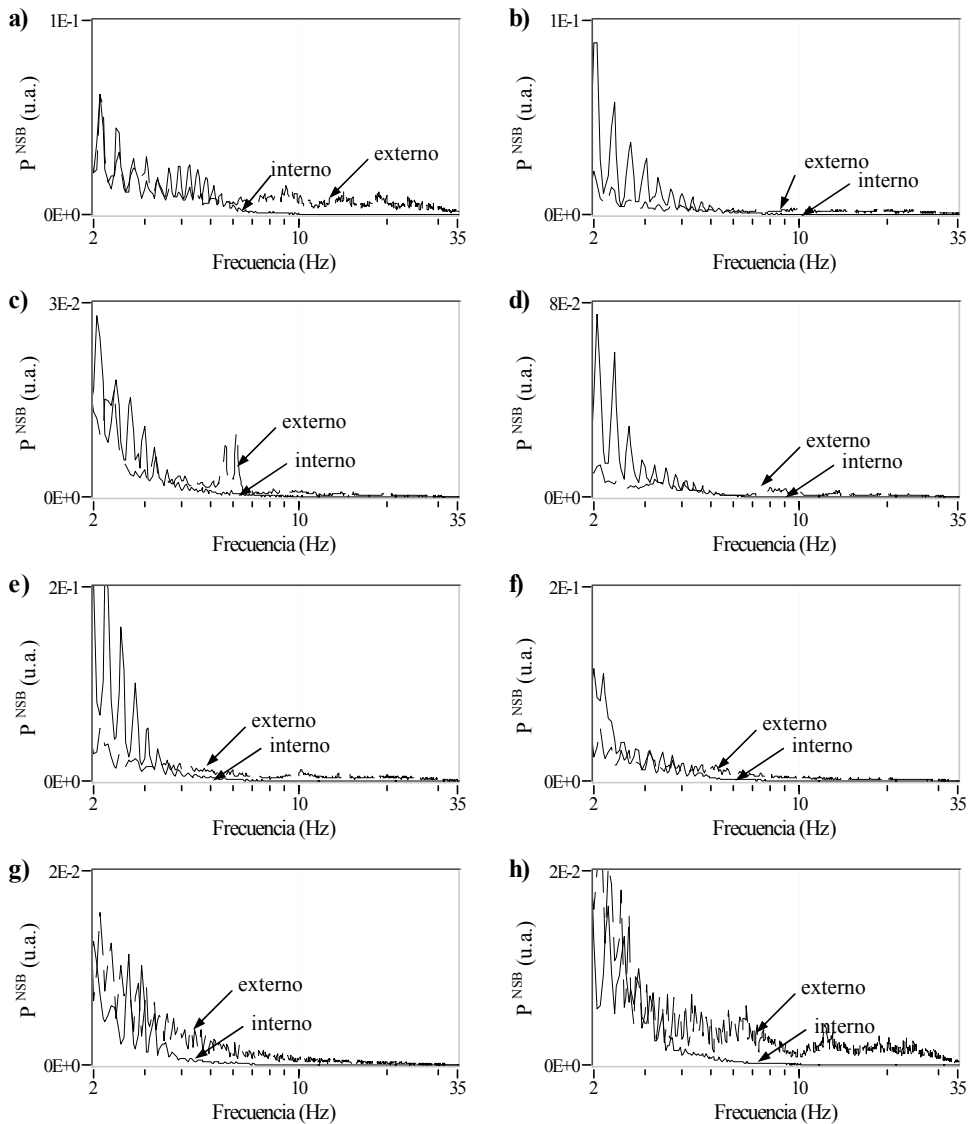 a)
1E-1
P NSB (u.a.)
externo
interno
0E+0
2
10
35
Frecuencia (Hz)
b)
1E-1
P NSB (u.a.)
externo
interno
0E+0
2
10
35
Frecuencia (Hz)
c)
3E-2
P NSB (u.a.)
externo
interno
0E+0
2
10
35
Frecuencia (Hz)
d)
8E-2
P NSB (u.a.)
externo
interno
0E+0
2
10
35
Frecuencia (Hz)
e)
2E-1
P NSB (u.a.)
externo
interno
0E+0
2
10
35
Frecuencia (Hz)
f)
2E-1
P NSB (u.a.)
externo
interno
0E+0
2
10
35
Frecuencia (Hz)
g)
2E-2
P NSB (u.a.)
externo
interno
0E+0
2
10
35
Frecuencia (Hz)
h)
2E-2
P NSB (u.a.)
externo
interno
0E+0
2
10
35
Frecuencia (Hz)